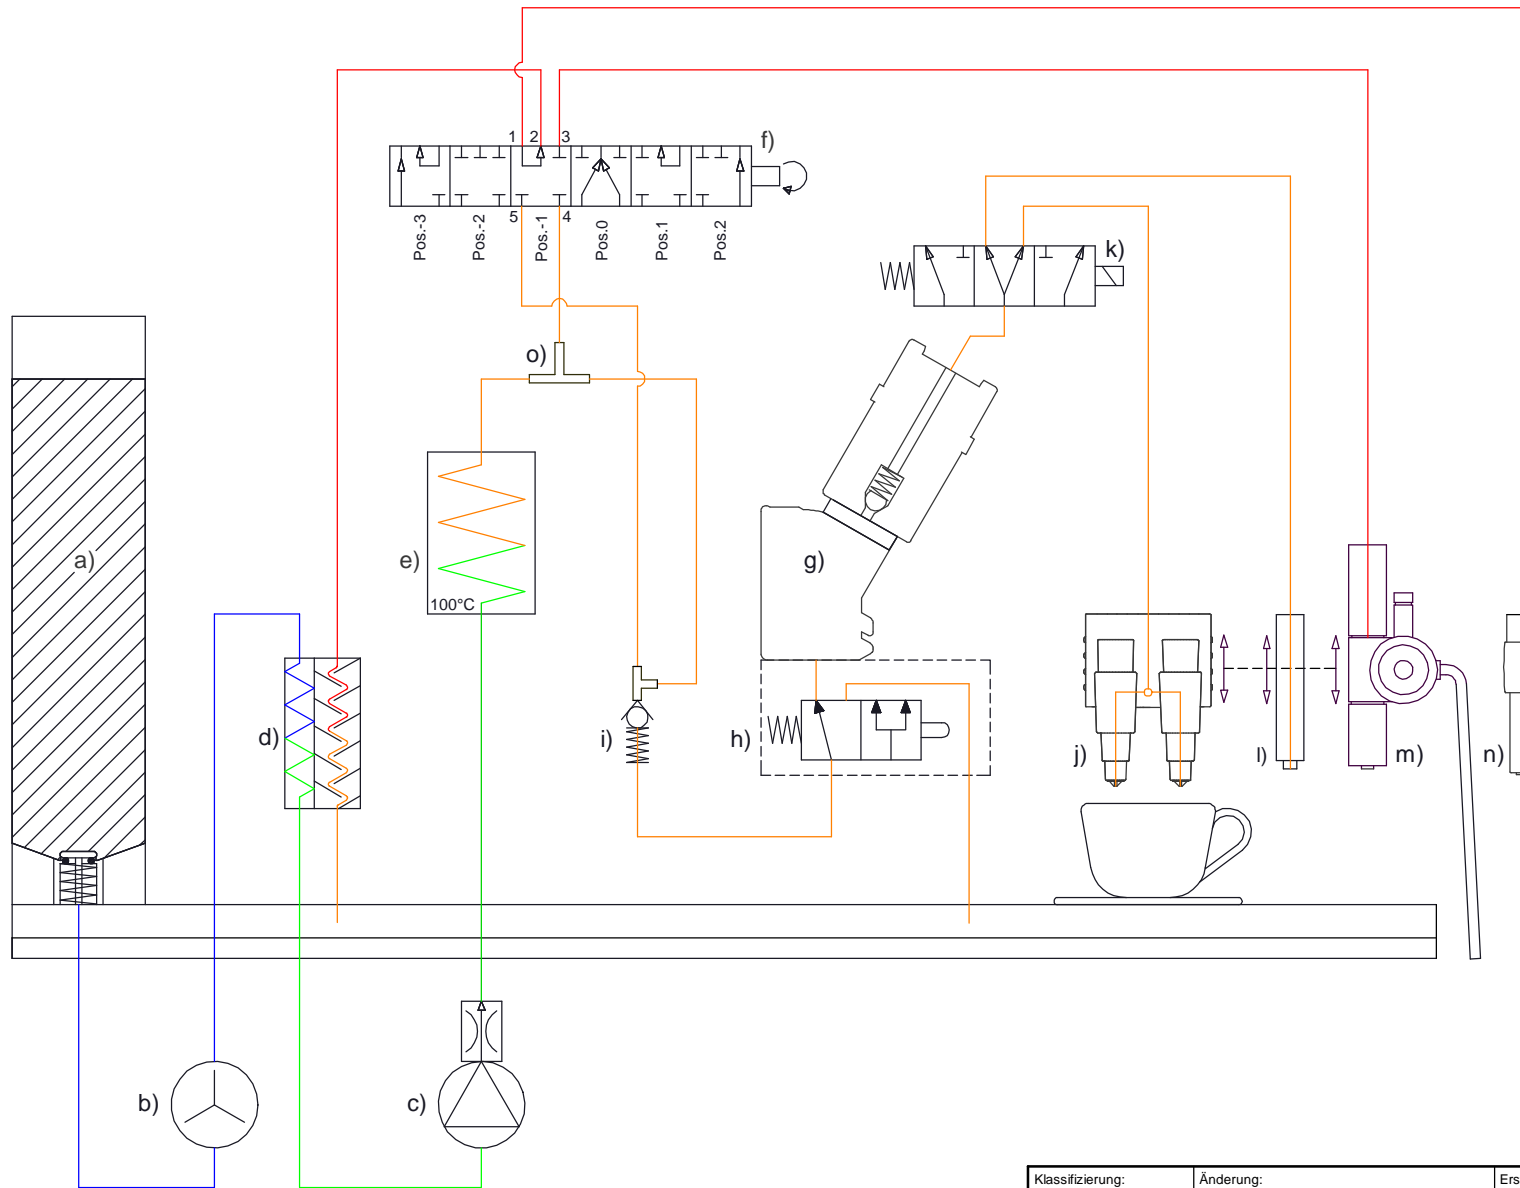 1 2 3
f)
Pos.-3
Pos.-2
Pos.-1
Pos.0
Pos.1
Pos.2
5 4
k)
o)
a)
e)
g)
100°C
d)
i)
h)
j)
l)
m)
n)
b)
c)
Klassifizierung: Änderung: Ers